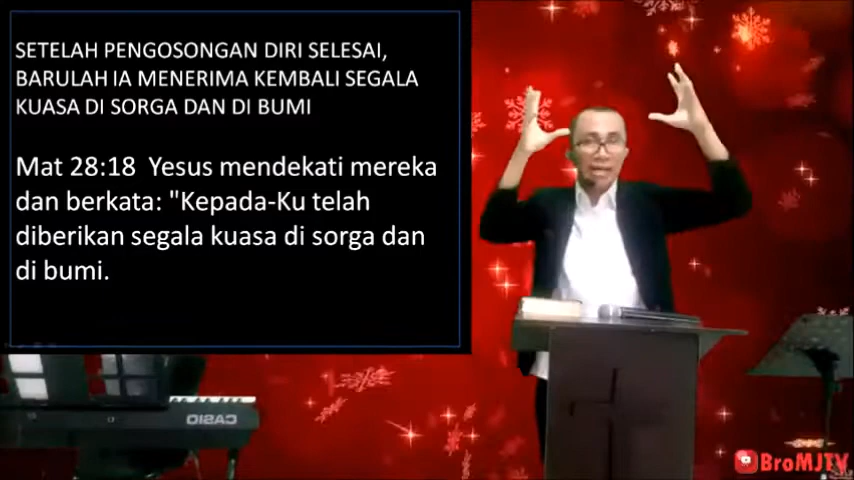 SETELAH PENGOSONGAN DIRI SELESAI,
BARULAH IA MENERIMA KEMBALI SEGALA
KUASA DI SORGA DAN DI BUMI
Mat 28:18 Yesus mendekati mereka
dan berkata: "Kepada-Ku telah
diberikan segala kuasa di sorga dan
di bumi.
CASIO
BroMJTV